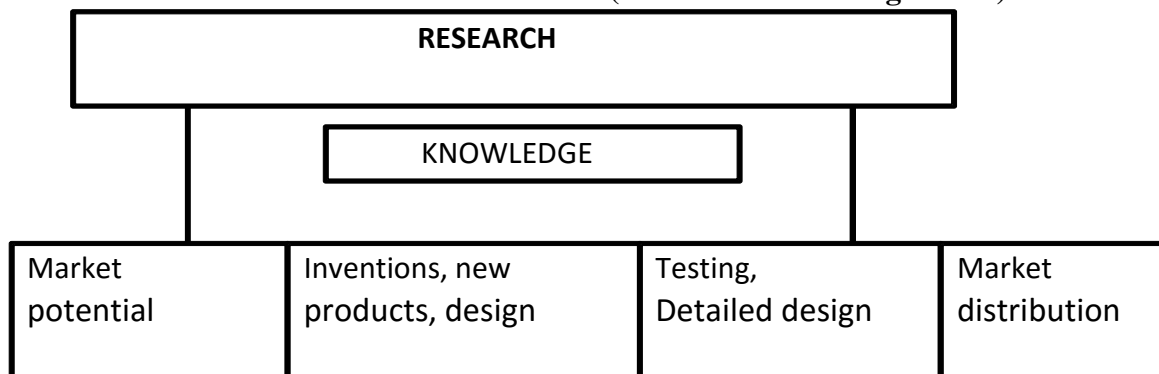 RESEARCH
KNOWLEDGE
Market
potential
Inventions, new
products, design
Testing,
Detailed design
Market
distribution